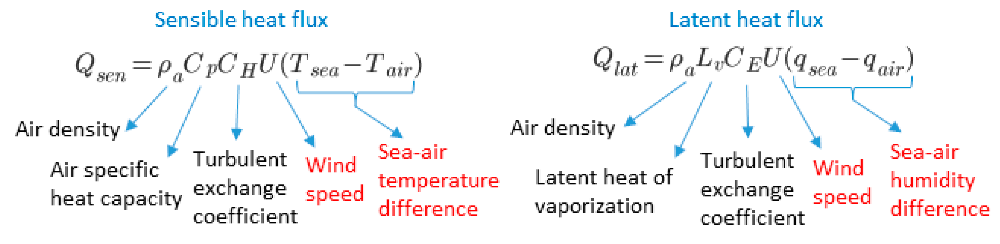 Sensible heat flux
Q_sen = ρ_a C_p C_H U(T_sea − T_air)
Air density
Air specific
heat capacity
Turbulent
exchange
coefficient
Wind
speed
Sea-air
temperature
difference
Latent heat flux
Q_lat = ρ_a L_v C_E U(q_sea − q_air)
Air density
Latent heat of
vaporization
Turbulent
exchange
coefficient
Wind
speed
Sea-air
humidity
difference